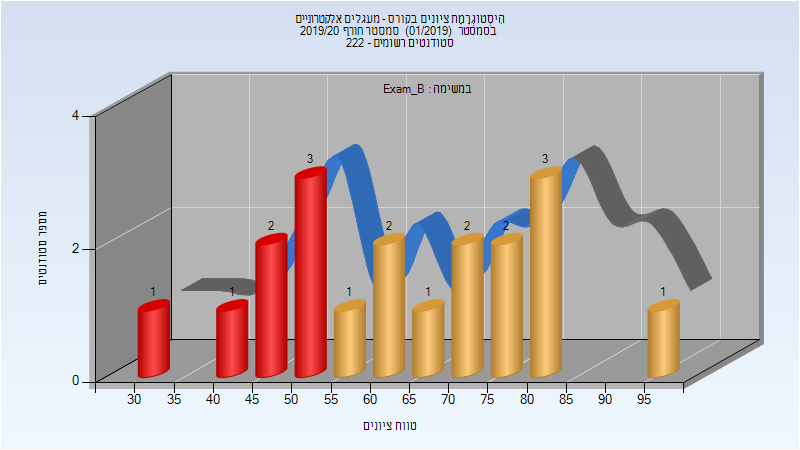 היסטוגרמת ציונים בקורס - מעגלים אלקטרוניים
בסמסטר (01/2019) סמסטר חורף 2019/20
סטודנטים רשומים - 222
במשימה : Exam_B
מספר סטודנטים
4
2
0
1
1
2
3
1
2
1
2
2
3
1
30 35 40 45 50 55 60 65 70 75 80 85 90 95
טווח ציונים